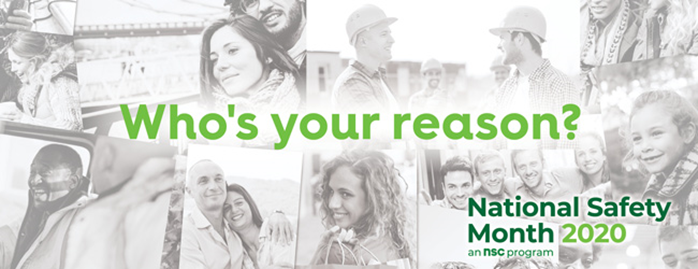 Who's your reason?
National Safety
Month 2020
an nsc program